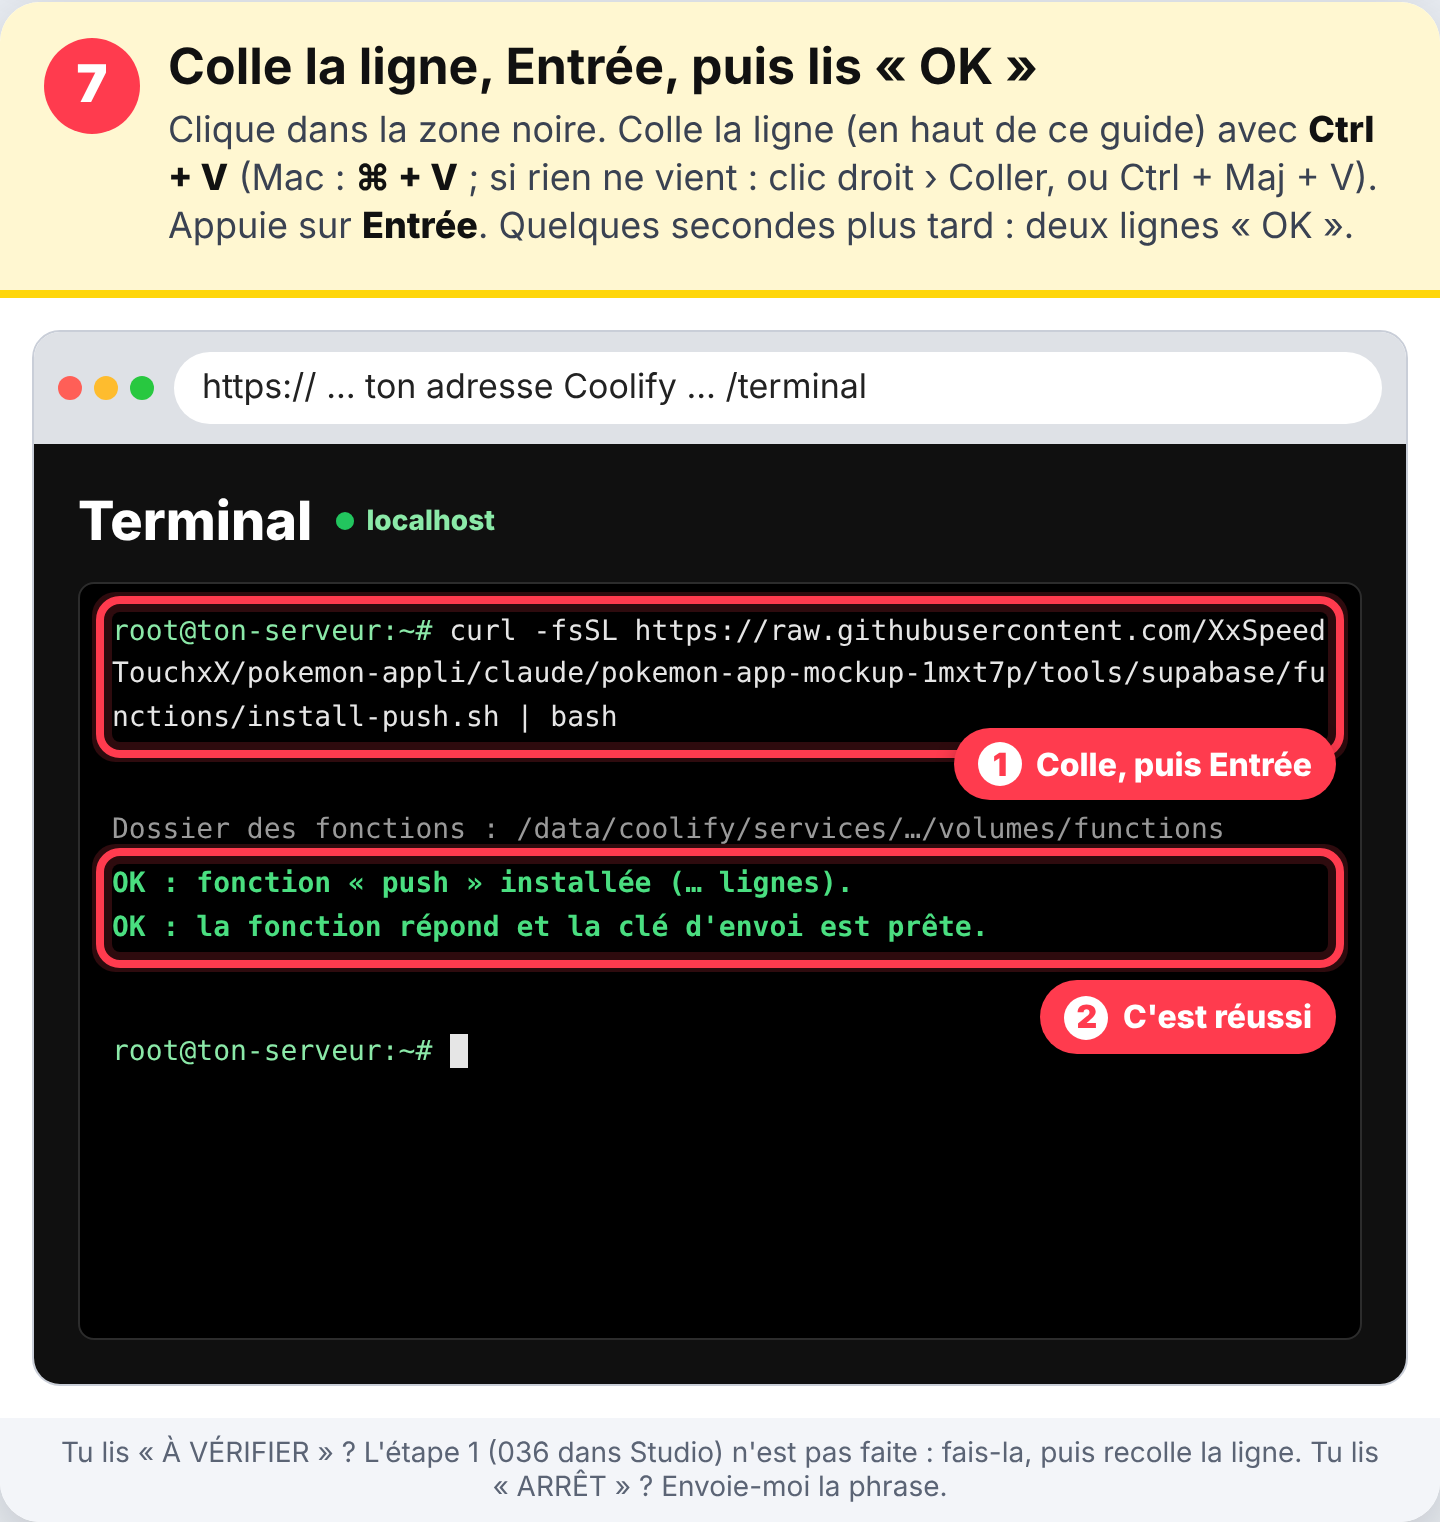 7
Colle la ligne, Entrée, puis lis « OK »
Clique dans la zone noire. Colle la ligne (en haut de ce guide) avec Ctrl
+ V (Mac : ⌘ + V ; si rien ne vient : clic droit › Coller, ou Ctrl + Maj + V).
Appuie sur Entrée. Quelques secondes plus tard : deux lignes « OK ».
https:// ... ton adresse Coolify ... /terminal
Terminal
localhost
root@ton-serveur:~# curl -fsSL https://raw.githubusercontent.com/XxSpeed
TouchxX/pokemon-appli/claude/pokemon-app-mockup-1mxt7p/tools/supabase/fu
nctions/install-push.sh | bash
1 Colle, puis Entrée
Dossier des fonctions : /data/coolify/services/…/volumes/functions
OK : fonction « push » installée (… lignes).
OK : la fonction répond et la clé d'envoi est prête.
2 C'est réussi
root@ton-serveur:~#
Tu lis « À VÉRIFIER » ? L'étape 1 (036 dans Studio) n'est pas faite : fais-la, puis recolle la ligne. Tu lis
« ARRÊT » ? Envoie-moi la phrase.